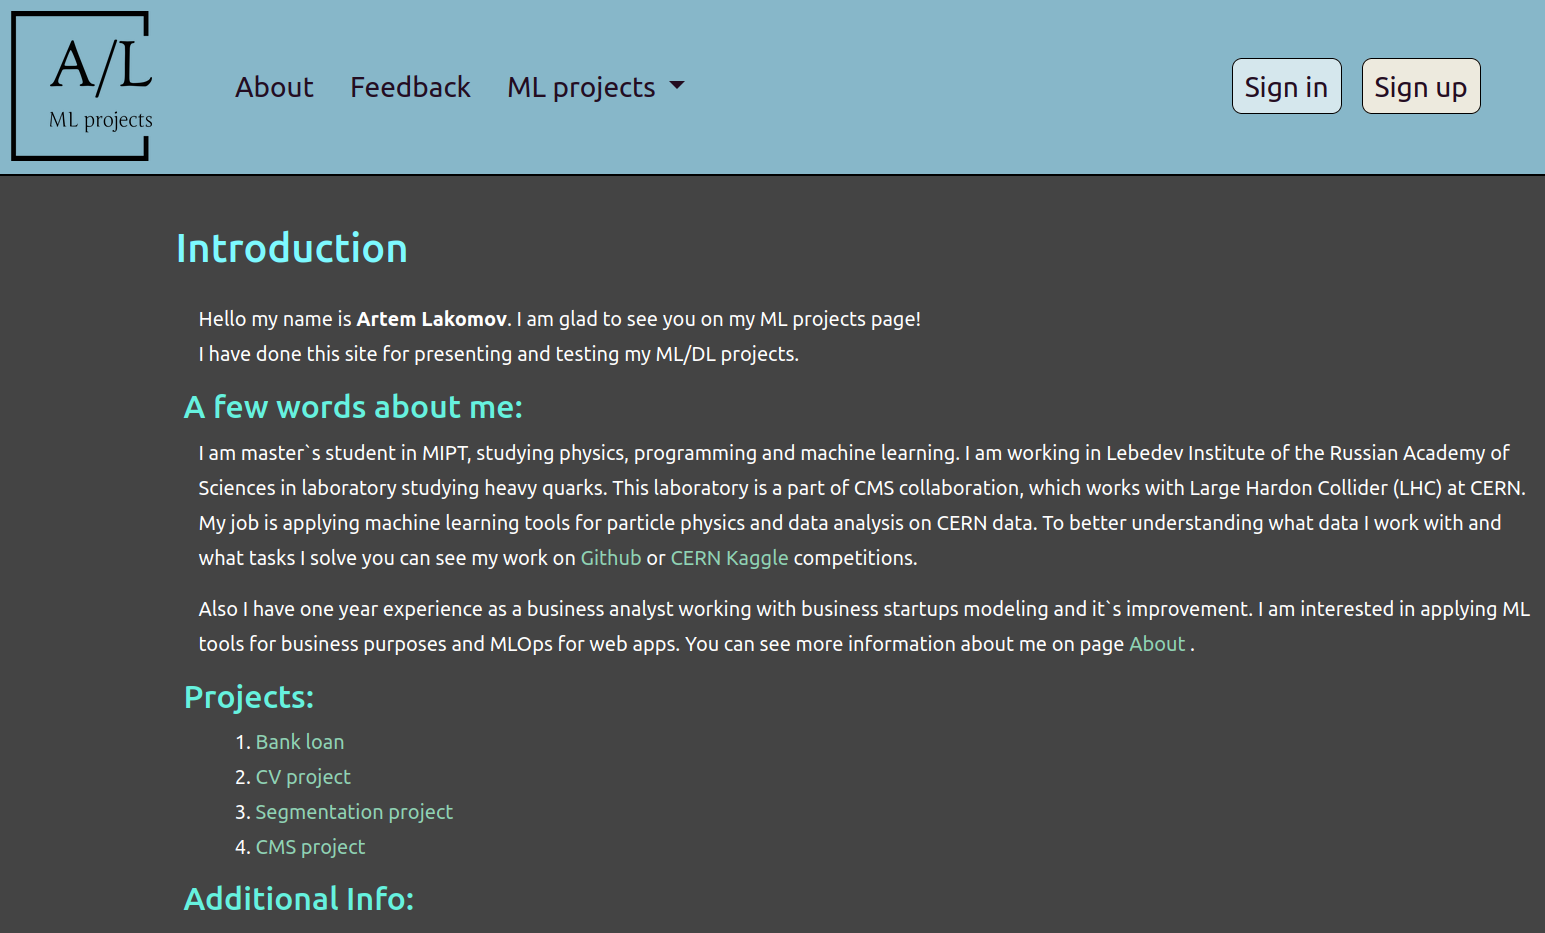 A/L
ML projects
About
Feedback
ML projects
Sign in
Sign up
Introduction
Hello my name is Artem Lakomov. I am glad to see you on my ML projects page!
I have done this site for presenting and testing my ML/DL projects.
A few words about me:
I am master`s student in MIPT, studying physics, programming and machine learning. I am working in Lebedev Institute of the Russian Academy of
Sciences in laboratory studying heavy quarks. This laboratory is a part of CMS collaboration, which works with Large Hardon Collider (LHC) at CERN.
My job is applying machine learning tools for particle physics and data analysis on CERN data. To better understanding what data I work with and
what tasks I solve you can see my work on Github or CERN Kaggle competitions.
Also I have one year experience as a business analyst working with business startups modeling and it`s improvement. I am interested in applying ML
tools for business purposes and MLOps for web apps. You can see more information about me on page About .
Projects:
1. Bank loan
2. CV project
3. Segmentation project
4. CMS project
Additional Info: